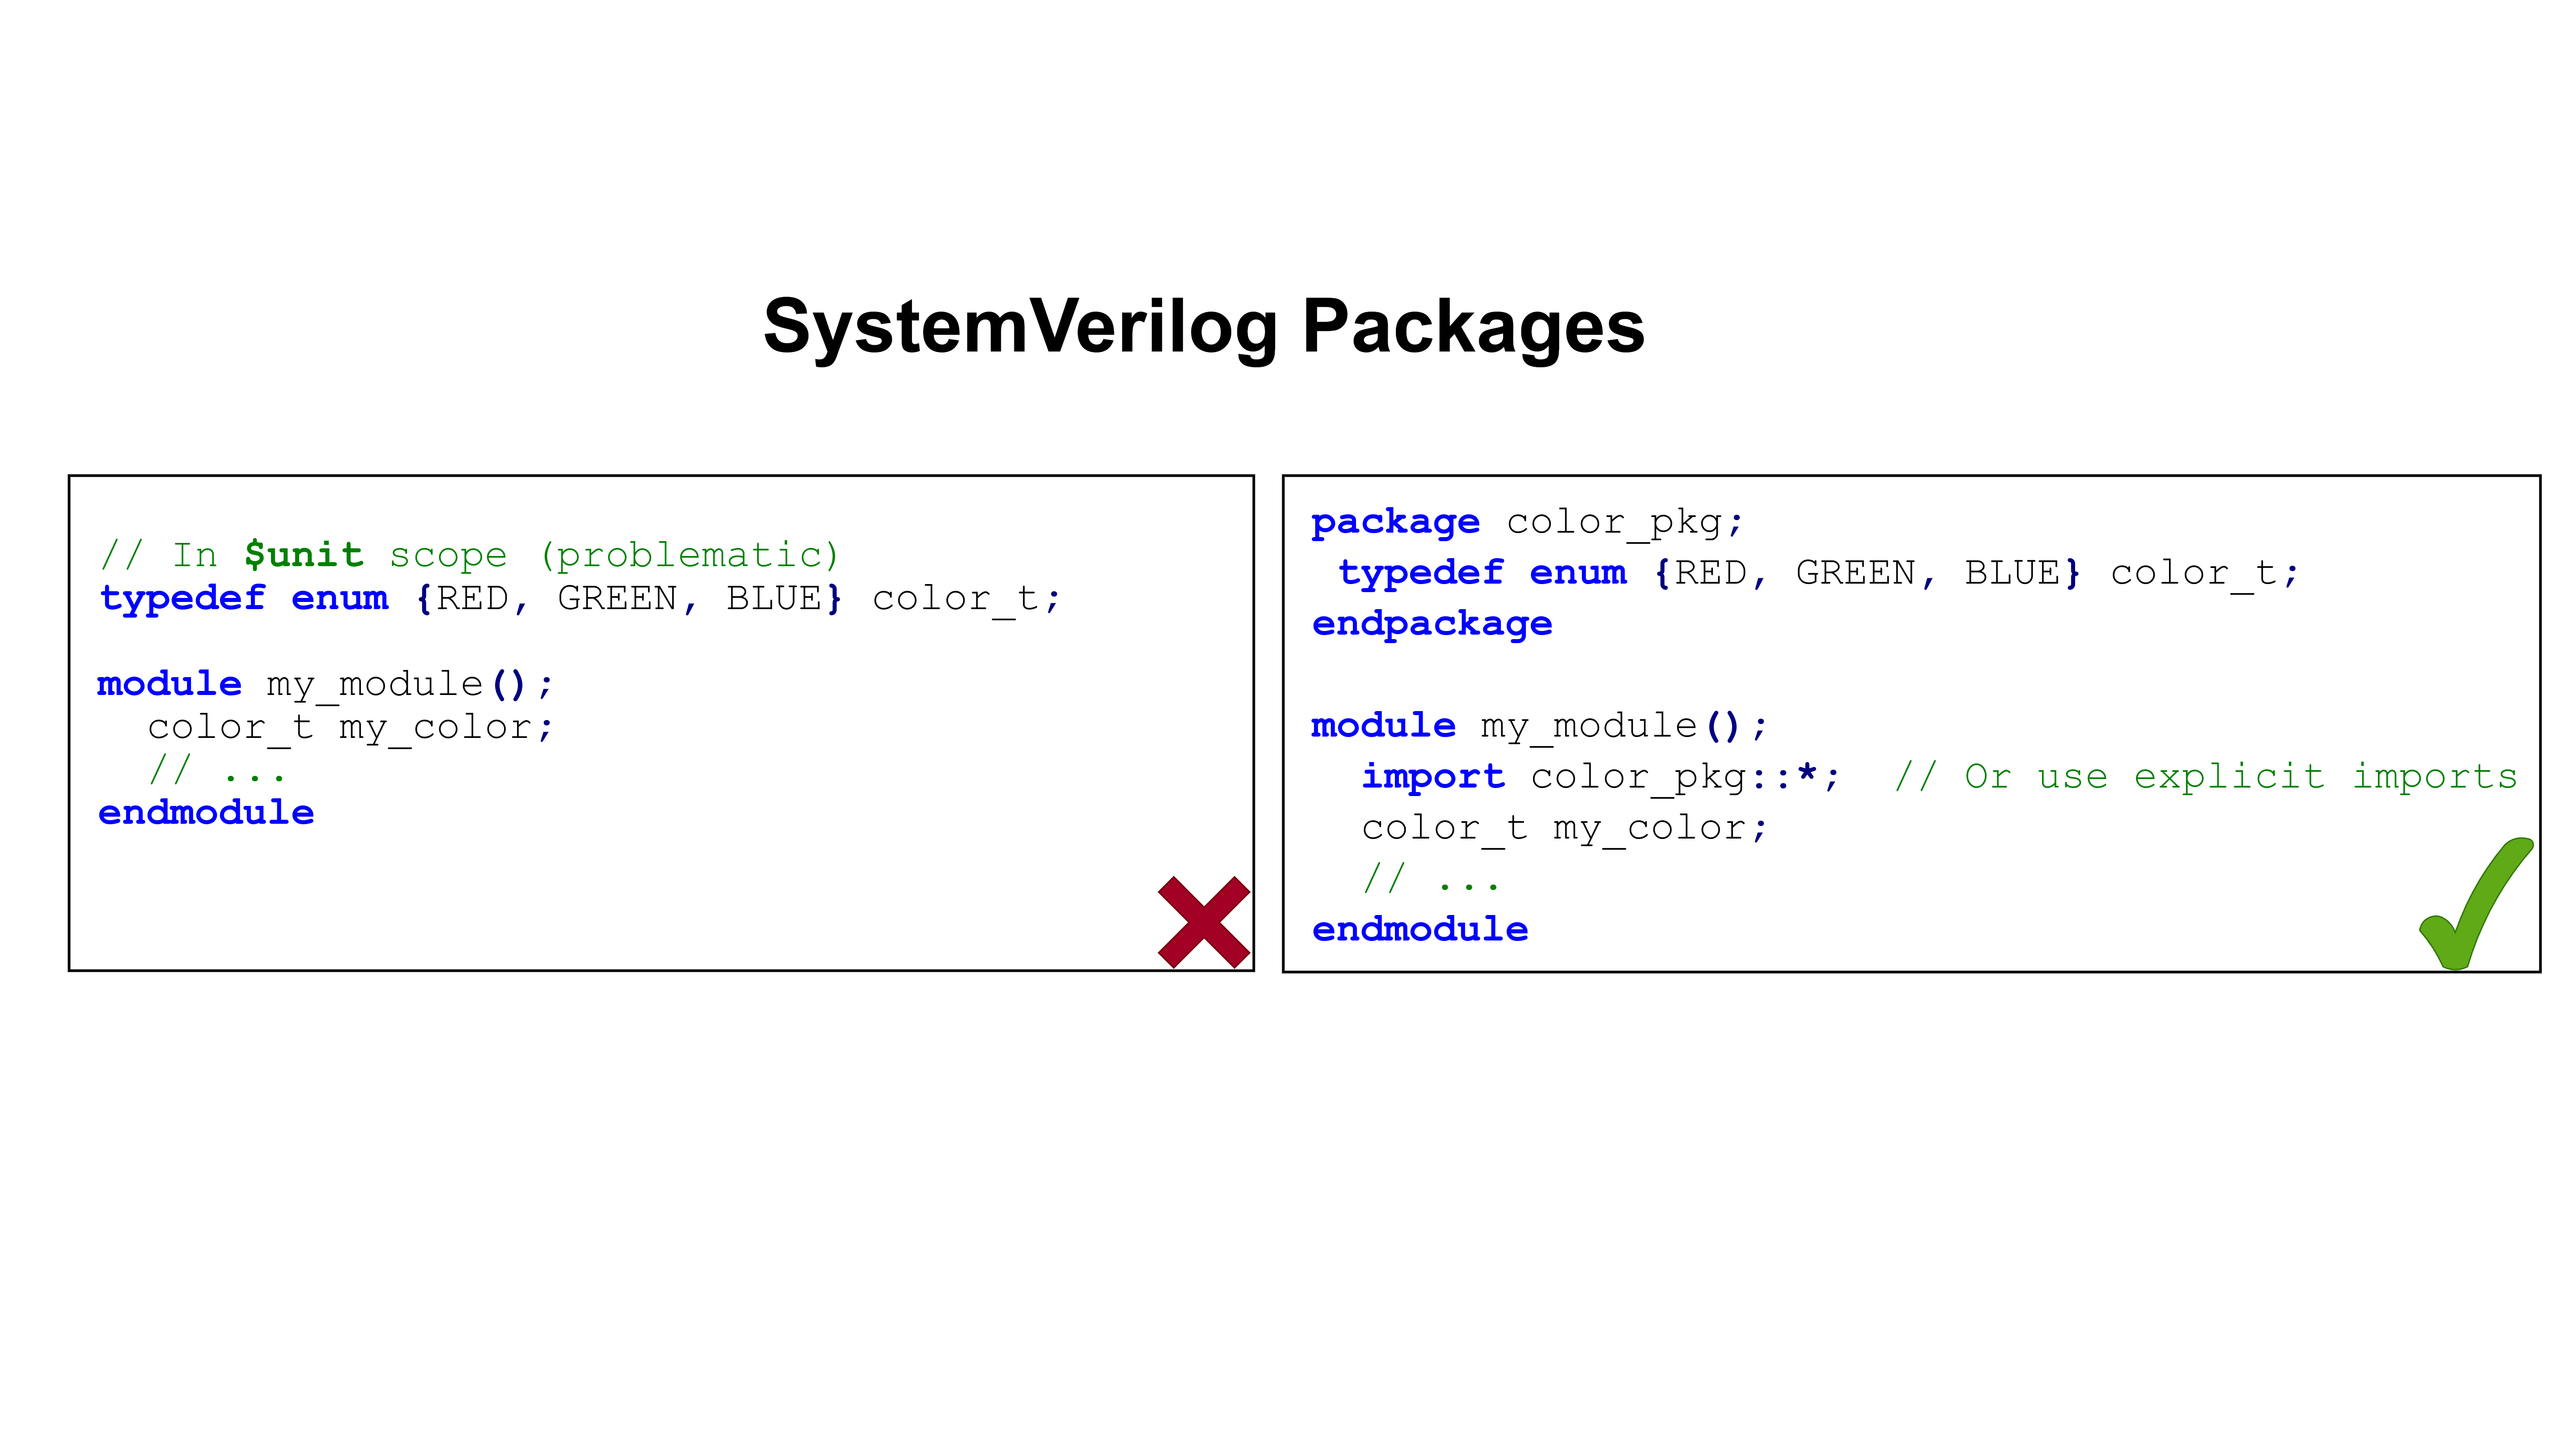 SystemVerilog Packages
// In $unit scope (problematic)
typedef enum {RED, GREEN, BLUE} color_t;
module my_module();
color_t my_color;
// ...
endmodule
package color_pkg;
typedef enum {RED, GREEN, BLUE} color_t;
endpackage
module my_module();
import color_pkg::*; // Or use explicit imports
color_t my_color;
// ...
endmodule